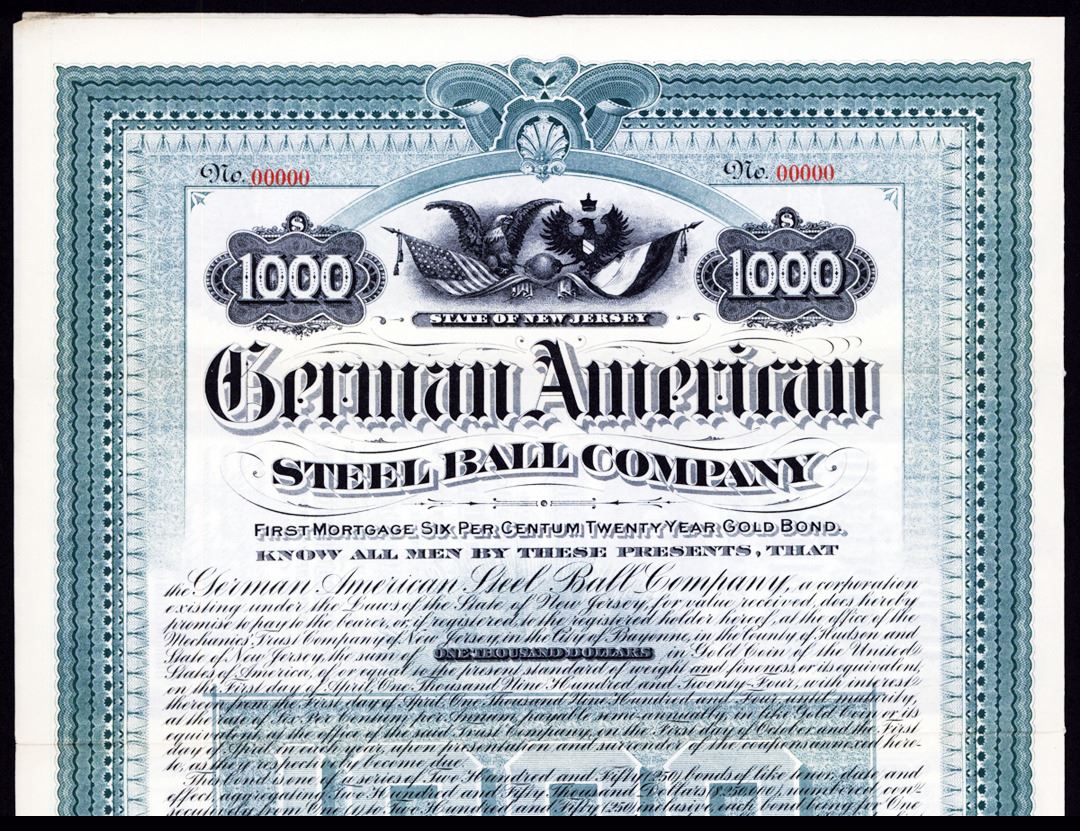 No. 00000
No. 00000
$
1000
$
1000
STATE OF NEW JERSEY
German American
STEEL BALL COMPANY
FIRST MORTGAGE SIX PER CENTUM TWENTY YEAR GOLD BOND.
KNOW ALL MEN BY THESE PRESENTS, THAT
the German American Steel Ball Company, a corporation
existing under the Laws of the State of New Jersey, for value received, does hereby
promise to pay to the bearer, or, if registered, to the registered holder hereof, at the office of the
Mechanics' Trust Company of New Jersey, in the City of Bayonne, in the County of Hudson and
State of New Jersey, the sum of ONE THOUSAND DOLLARS in Gold Coin of the United
States of America, of or equal to the present standard of weight and fineness, or its equivalent,
on the First day of April, One Thousand Nine Hundred and Twenty-Four, with interest
thereon from the First day of April, One Thousand Nine Hundred and Four, until maturity,
at the rate of Six Per Centum per Annum, payable semi-annually, in like Gold Coin or its
equivalent at the office of the said Trust Company, on the First day of October and the First
day of April, in each year, upon presentation and surrender of the coupons annexed here-
to, as they respectively become due.
This bond is one of a series of Two Hundred and Fifty (250) bonds of like tenor, date and
effect, aggregating Two Hundred and Fifty Thousand Dollars ($250,000) numbered con-
secutively from One (1) to Two Hundred and Fifty (250) inclusive, each bond being for One